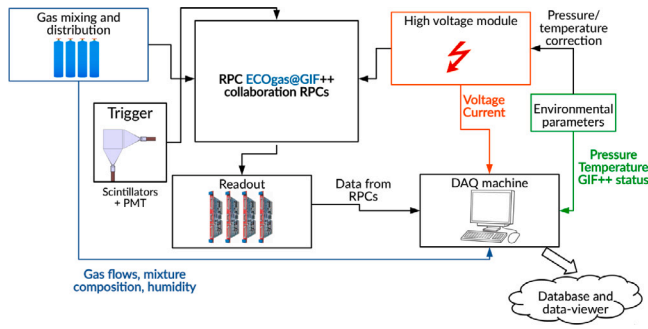 Gas mixing and
distribution
RPC ECOgas@GIF++
collaboration RPCs
High voltage module
Pressure/
temperature
correction
Voltage
Current
Environmental
parameters
Trigger
Scintillators
+ PMT
Readout
Data from
RPCs
DAQ machine
Pressure
Temperature
GIF++ status
Gas flows, mixture
composition, humidity
Database and
data-viewer